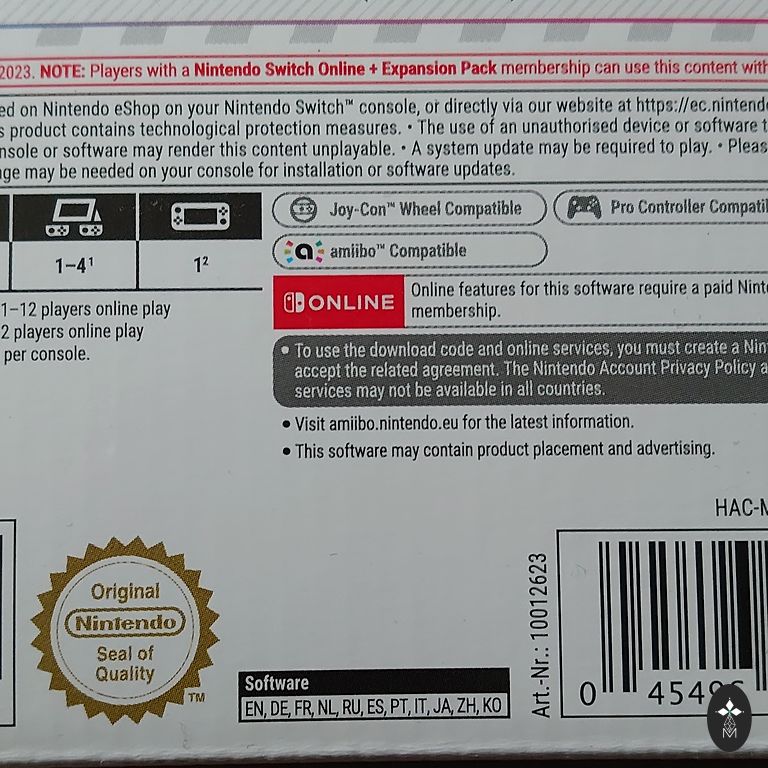 2023. NOTE: Players with a Nintendo Switch Online + Expansion Pack membership can use this content with
ed on Nintendo eShop on your Nintendo Switch™ console, or directly via our website at https://ec.nintend
s product contains technological protection measures. • The use of an unauthorised device or software t
nsole or software may render this content unplayable. • A system update may be required to play. • Pleas
ge may be needed on your console for installation or software updates.
Joy-Con™ Wheel Compatible
Pro Controller Compati
amiibo™ Compatible
1–4¹
1²
ONLINE
Online features for this software require a paid Ninte
membership.
1–12 players online play
2 players online play
per console.
• To use the download code and online services, you must create a Nin
accept the related agreement. The Nintendo Account Privacy Policy a
services may not be available in all countries.
• Visit amiibo.nintendo.eu for the latest information.
• This software may contain product placement and advertising.
HAC-
Original
Nintendo
Seal of
Quality
TM
Software
EN, DE, FR, NL, RU, ES, PT, IT, JA, ZH, KO
Art.-Nr.: 10012623
0 4549
M